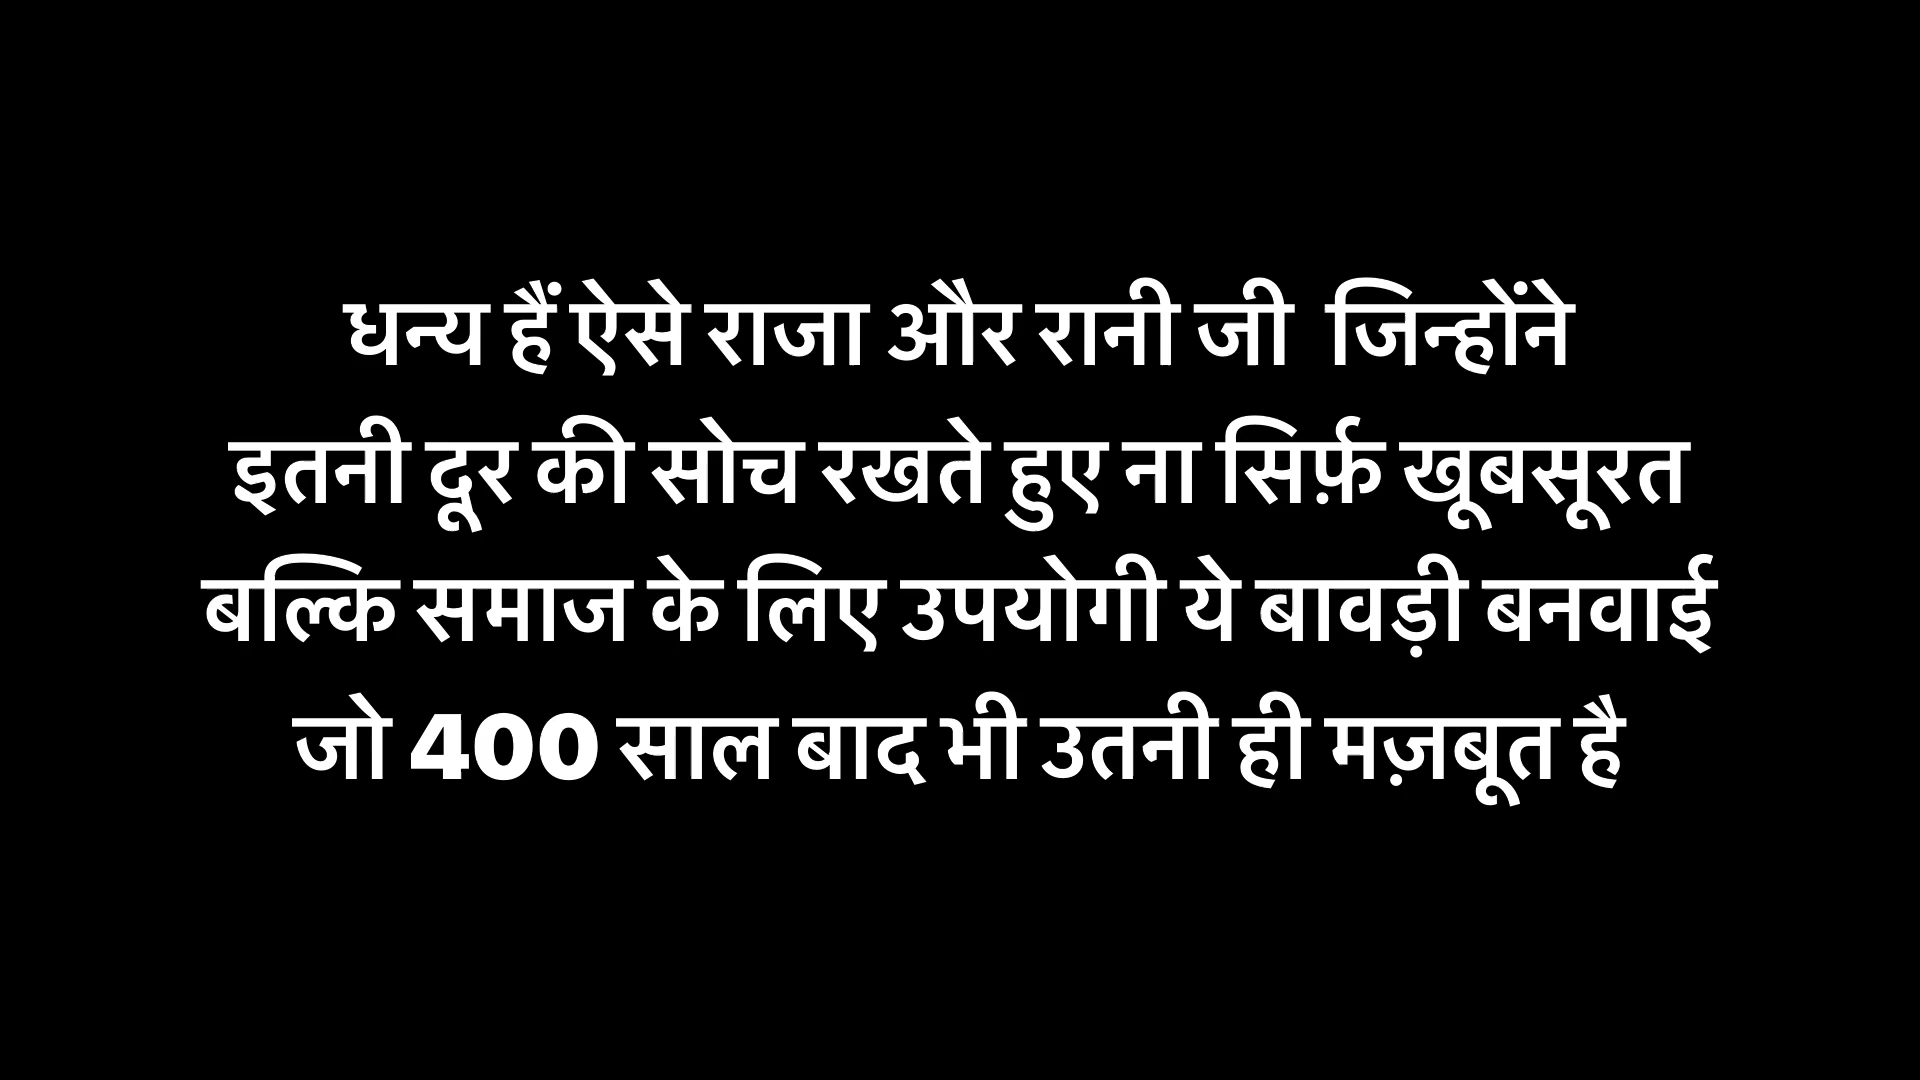 धन्य हैं ऐसे राजा और रानी जी जिन्होंने
इतनी दूर की सोच रखते हुए ना सिर्फ़ खूबसूरत
बल्कि समाज के लिए उपयोगी ये बावड़ी बनवाई
जो 400 साल बाद भी उतनी ही मज़बूत है